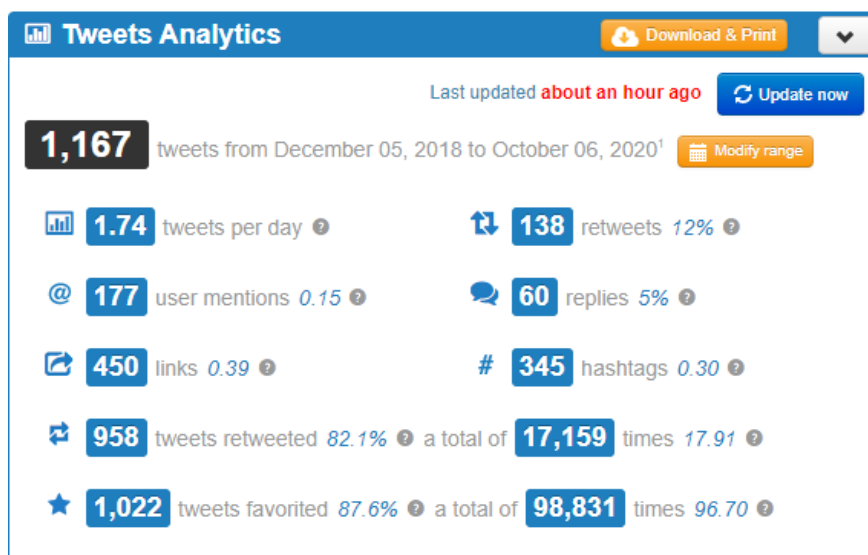 Tweets Analytics Download & Print
Last updated about an hour ago Update now
1,167 tweets from December 05, 2018 to October 06, 2020¹ Modify range
1.74 tweets per day ? 138 retweets 12% ?
@ 177 user mentions 0.15 ? 60 replies 5% ?
450 links 0.39 ? # 345 hashtags 0.30 ?
958 tweets retweeted 82.1% ? a total of 17,159 times 17.91 ?
1,022 tweets favorited 87.6% ? a total of 98,831 times 96.70 ?